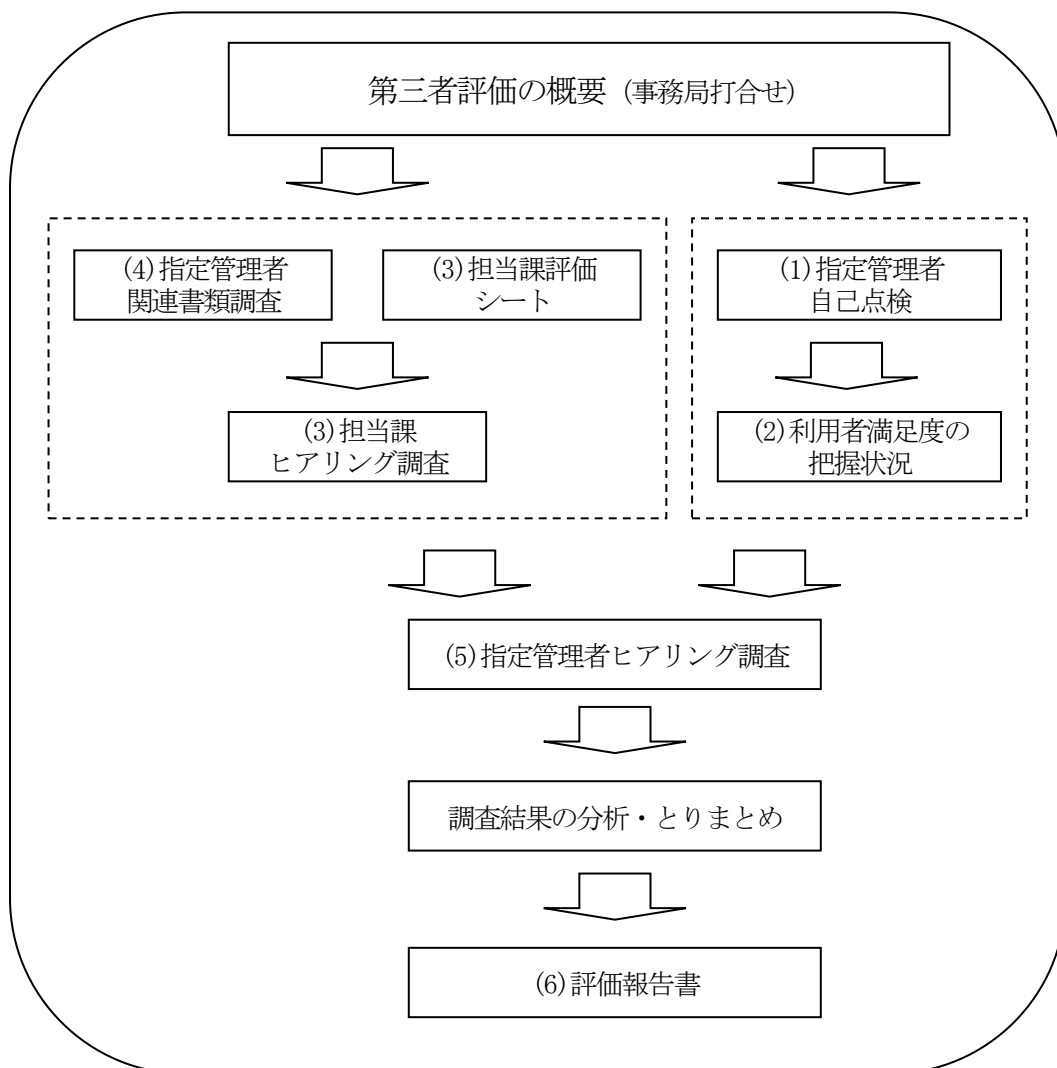 第三者評価の概要（事務局打合せ）
(4)指定管理者
関連書類調査
(3)担当課評価
シート
(1)指定管理者
自己点検
(3)担当課
ヒアリング調査
(2)利用者満足度の
把握状況
(5)指定管理者ヒアリング調査
調査結果の分析・とりまとめ
(6)評価報告書